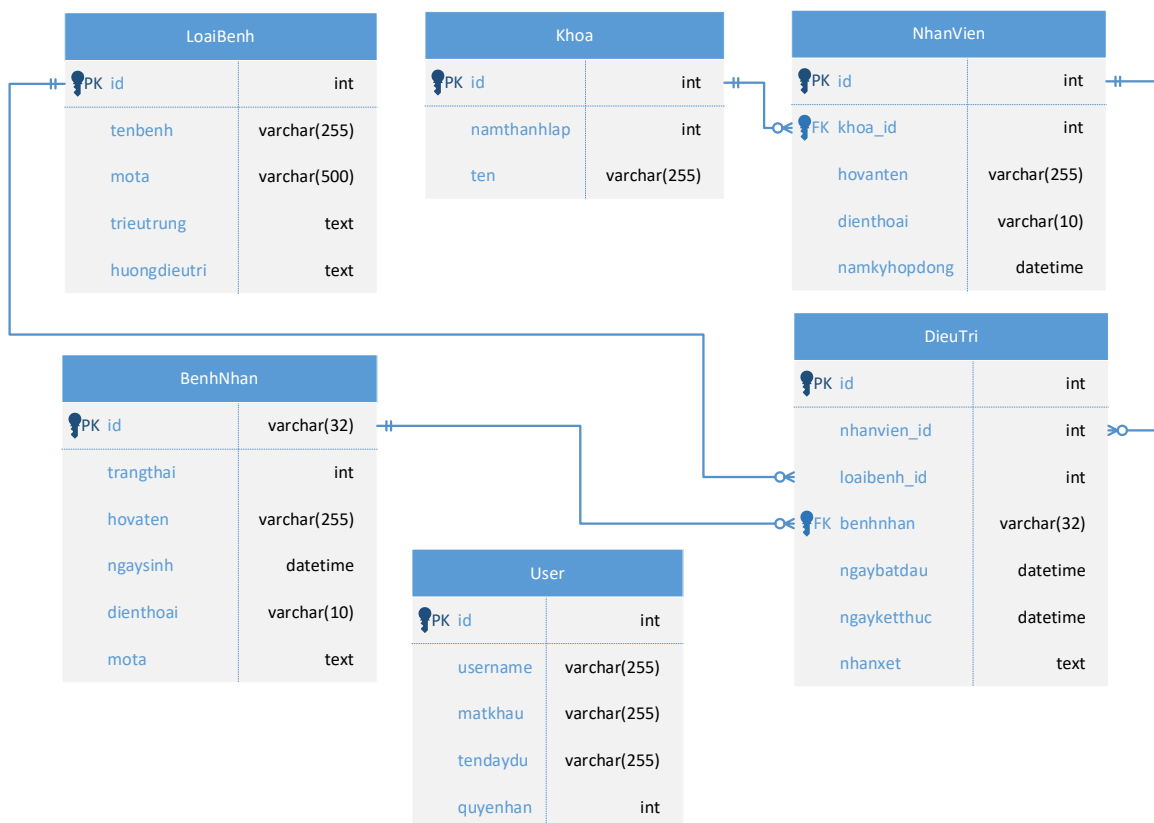 LoaiBenh
PK id int
tenbenh varchar(255)
mota varchar(500)
trieutrung text
huongdieutri text
Khoa
PK id int
namthanhlap int
ten varchar(255)
NhanVien
PK id int
FK khoa_id int
hovanten varchar(255)
dienthoai varchar(10)
namkyhopdong datetime
BenhNhan
PK id varchar(32)
trangthai int
hovaten varchar(255)
ngaysinh datetime
dienthoai varchar(10)
mota text
User
PK id int
username varchar(255)
matkhau varchar(255)
tendaydu varchar(255)
quyenhan int
DieuTri
PK id int
nhanvien_id int
loaibenh_id int
FK benhnhan varchar(32)
ngaybatdau datetime
ngayketthuc datetime
nhanxet text